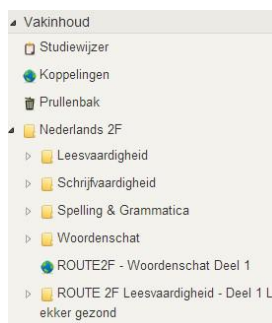 Vakinhoud
Studiewijzer
Koppelingen
Prullenbak
Nederlands 2F
Leesvaardigheid
Schrijfvaardigheid
Spelling & Grammatica
Woordenschat
ROUTE2F - Woordenschat Deel 1
ROUTE 2F Leesvaardigheid - Deel 1 L
ekker gezond